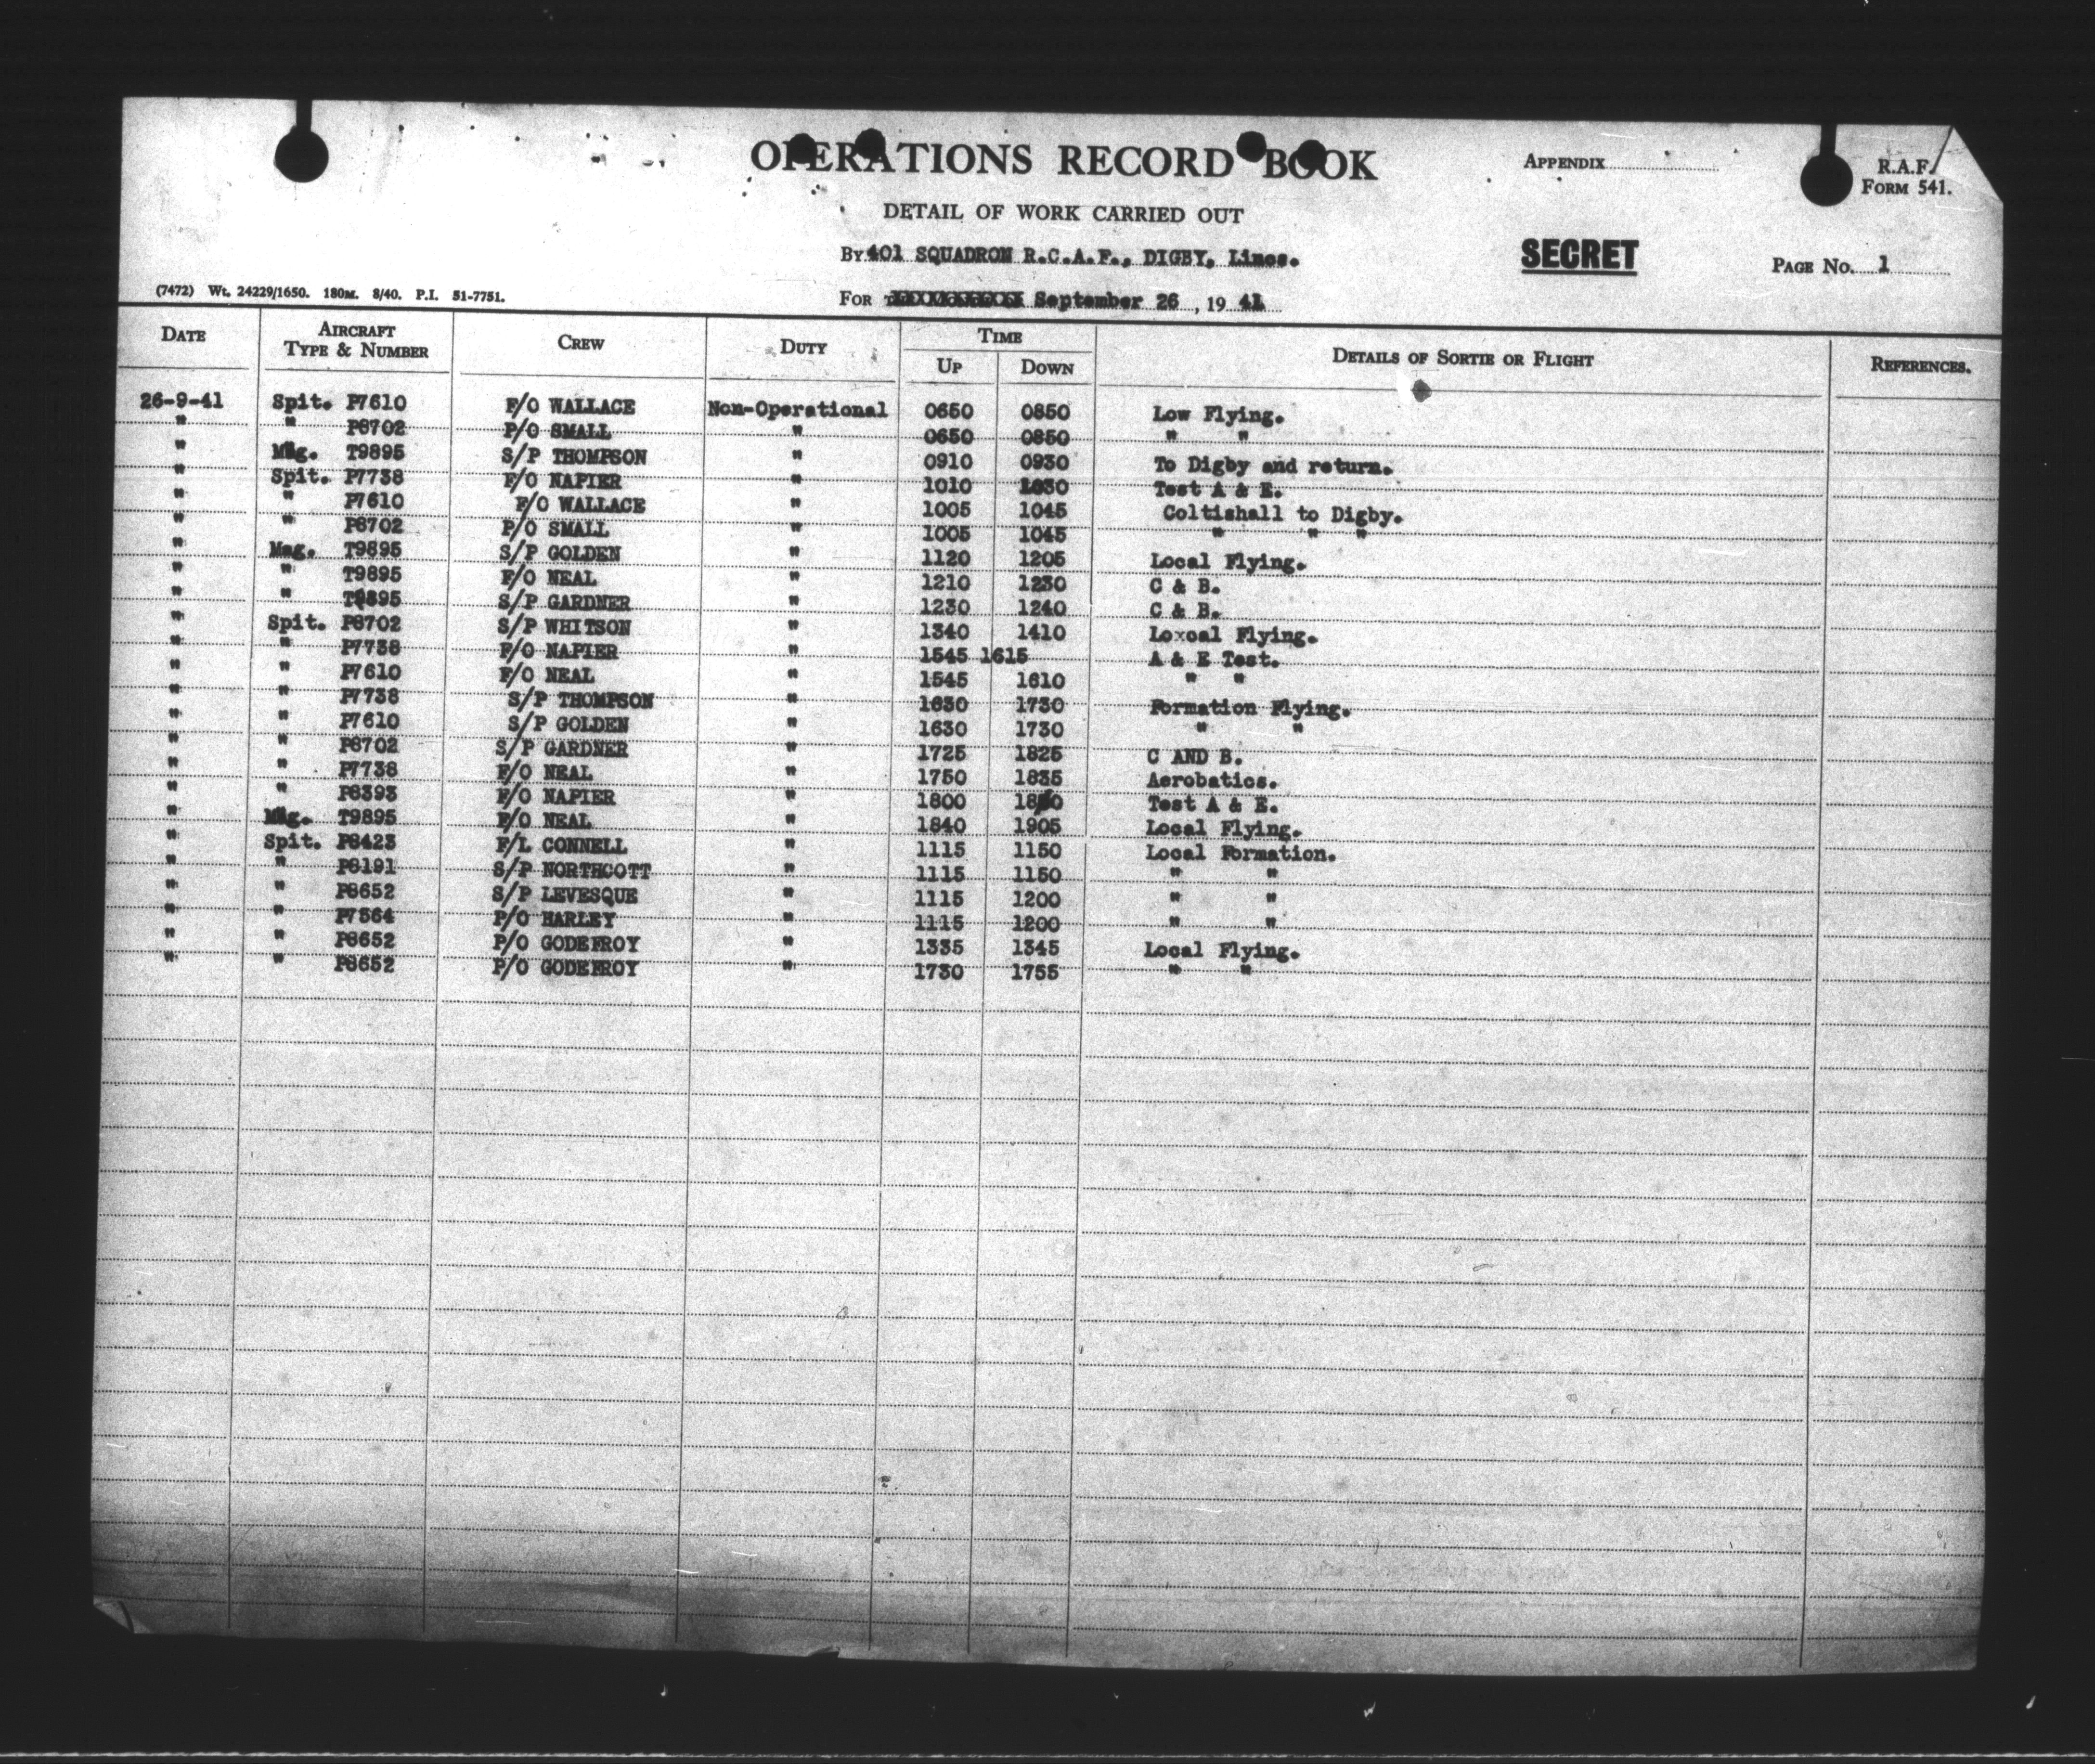 OPERATIONS RECORD BOOK
APPENDIX
R.A.F.
FORM 541.
DETAIL OF WORK CARRIED OUT
By 401 SQUADRON R.C.A.F., DIGBY, Lincs.
SECRET
PAGE No. 1
(7472) Wt. 24229/1650. 180M. 8/40. P.I. 51-7751.
FOR September 26, 19 41
DATE AIRCRAFT TYPE & NUMBER CREW DUTY TIME UP DOWN DETAILS OF SORTIE OR FLIGHT REFERENCES.
26-9-41 Spit. P7610 F/O WALLACE Non-Operational 0650 0850 Low Flying.
" " P8702 P/O SMALL " 0650 0850 " "
" Mag. T9895 S/P THOMPSON " 0910 0930 To Digby and return.
" Spit. P7738 F/O NAPIER " 1010 1030 Test A & E.
" " P7610 F/O WALLACE " 1005 1045 Coltishall to Digby.
" " P8702 P/O SMALL " 1005 1045 " " "
" Mag. T9895 S/P GOLDEN " 1120 1205 Local Flying.
" " T9895 F/O NEAL " 1210 1230 C & B.
" " T9895 S/P GARDNER " 1230 1240 C & B.
" Spit. P8702 S/P WHITSON " 1340 1410 Loxcal Flying.
" " P7738 F/O NAPIER " 1545 1615 A & E Test.
" " P7610 F/O NEAL " 1545 1610 " "
" " P7738 S/P THOMPSON " 1630 1730 Formation Flying.
" " P7610 S/P GOLDEN " 1630 1730 " "
" " P8702 S/P GARDNER " 1725 1825 C AND B.
" " P7738 F/O NEAL " 1750 1835 Aerobatics.
" " P8393 F/O NAPIER " 1800 Test A & E.
" Mag. T9895 F/O NEAL " 1840 1905 Local Flying.
" Spit. P8423 F/L CONNELL " 1115 1150 Local Formation.
" " P8191 S/P NORTHCOTT " 1115 1150 " "
" " P8652 S/P LEVESQUE " 1115 1200 " "
" " P7564 P/O HARLEY " 1115 1200 " "
" " P8652 P/O GODEFROY " 1335 1345 Local Flying.
" " P8652 P/O GODEFROY " 1730 1755 " "